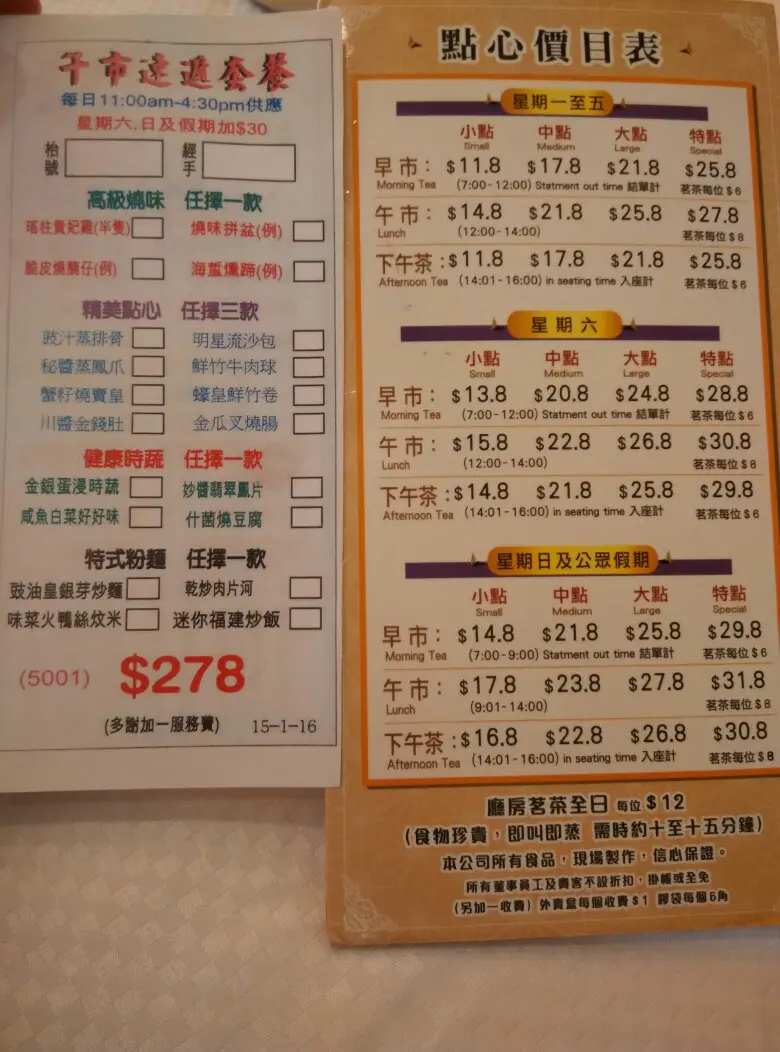 午市速遞套餐
每日11:00am-4:30pm供應
星期六、日及假期加$30
枱號
經手
高級燒味 任擇一款
瑤柱貴妃雞(半隻) 燒味拼盆(例)
脆皮燒腩仔(例) 海蜇燻蹄(例)
精美點心 任擇三款
豉汁蒸排骨 明星流沙包
秘醬蒸鳳爪 鮮竹牛肉球
蟹籽燒賣皇 蠔皇鮮竹卷
川醬金錢肚 金瓜叉燒腸
健康時蔬 任擇一款
金銀蛋浸時蔬 妙醬翡翠鳳片
咸魚白菜好好味 什菌燒豆腐
特式粉麵 任擇一款
豉油皇銀芽炒麵 乾炒肉片河
味菜火鴨絲炆米 迷你福建炒飯
(5001) $278
(多謝加一服務費) 15-1-16
點心價目表
星期一至五
小點 中點 大點 特點
Small Medium Large Special
早市: $11.8 $17.8 $21.8 $25.8
Morning Tea (7:00-12:00) Statment out time 結單計 茗茶每位$6
午市: $14.8 $21.8 $25.8 $27.8
Lunch (12:00-14:00) 茗茶每位$8
下午茶: $11.8 $17.8 $21.8 $25.8
Afternoon Tea (14:01-16:00) in seating time 入座計 茗茶每位$6
星期六
小點 中點 大點 特點
Small Medium Large Special
早市: $13.8 $20.8 $24.8 $28.8
Morning Tea (7:00-12:00) Statment out time 結單計 茗茶每位$6
午市: $15.8 $22.8 $26.8 $30.8
Lunch (12:00-14:00) 茗茶每位$8
下午茶: $14.8 $21.8 $25.8 $29.8
Afternoon Tea (14:01-16:00) in seating time 入座計 茗茶每位$6
星期日及公眾假期
小點 中點 大點 特點
Small Medium Large Special
早市: $14.8 $21.8 $25.8 $29.8
Morning Tea (7:00-9:00) Statment out time 結單計 茗茶每位$6
午市: $17.8 $23.8 $27.8 $31.8
Lunch (9:01-14:00) 茗茶每位$8
下午茶: $16.8 $22.8 $26.8 $30.8
Afternoon Tea (14:01-16:00) in seating time 入座計 茗茶每位$8
廳房茗茶全日 每位$12
(食物珍貴,即叫即蒸 需時約十至十五分鐘)
本公司所有食品,現場製作,信心保證。
所有董事員工及貴客不設折扣,掛帳或全免
(另加一收費) 外賣盒每個收費$1 膠袋每個5角